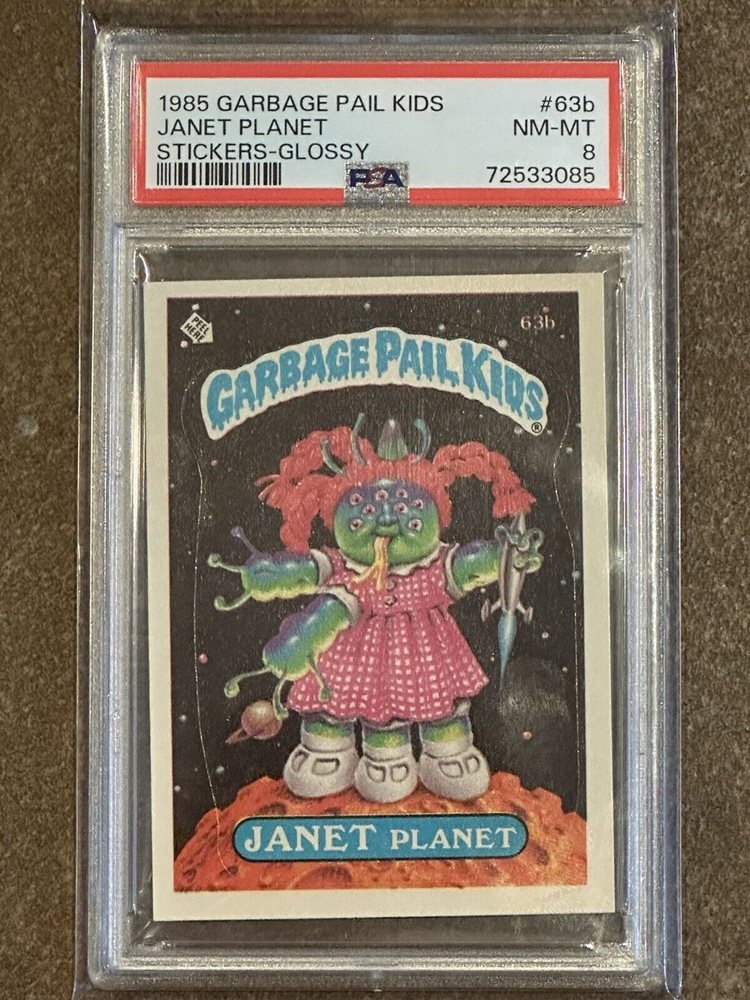 1985 GARBAGE PAIL KIDS #63b
JANET PLANET NM-MT
STICKERS-GLOSSY 8
PSA 72533085
PEEL HERE
63b
GARBAGE PAIL KIDS®
JANET PLANET